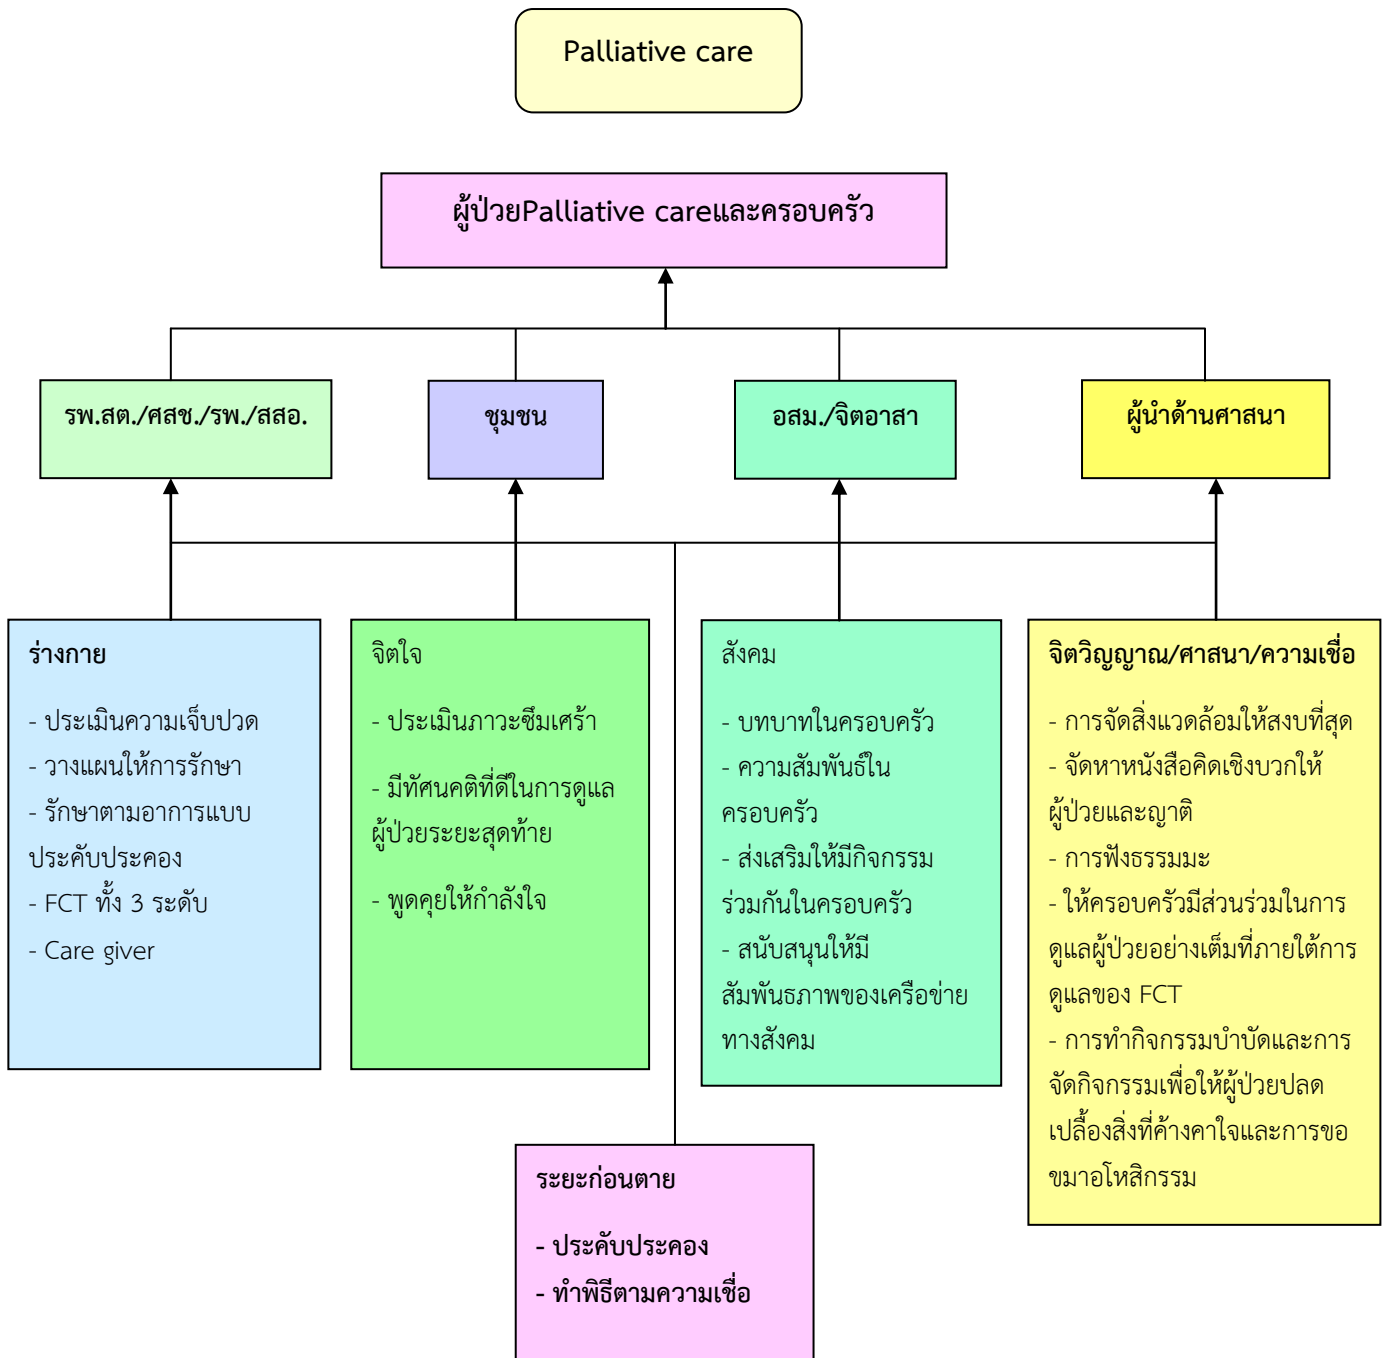 Palliative care
ผู้ป่วยPalliative careและครอบครัว
รพ.สต./ศสช./รพ./สสอ.
ชุมชน
อสม./จิตอาสา
ผู้นำด้านศาสนา
ร่างกาย
- ประเมินความเจ็บปวด
- วางแผนให้การรักษา
- รักษาตามอาการแบบ
ประคับประคอง
- FCT ทั้ง 3 ระดับ
- Care giver
จิตใจ
- ประเมินภาวะซึมเศร้า
- มีทัศนคติที่ดีในการดูแล
ผู้ป่วยระยะสุดท้าย
- พูดคุยให้กำลังใจ
สังคม
- บทบาทในครอบครัว
- ความสัมพันธ์ใน
ครอบครัว
- ส่งเสริมให้มีกิจกรรม
ร่วมกันในครอบครัว
- สนับสนุนให้มี
สัมพันธภาพของเครือข่าย
ทางสังคม
จิตวิญญาณ/ศาสนา/ความเชื่อ
- การจัดสิ่งแวดล้อมให้สงบที่สุด
- จัดหาหนังสือคิดเชิงบวกให้
ผู้ป่วยและญาติ
- การฟังธรรมมะ
- ให้ครอบครัวมีส่วนร่วมในการ
ดูแลผู้ป่วยอย่างเต็มที่ภายใต้การ
ดูแลของ FCT
- การทำกิจกรรมบำบัดและการ
จัดกิจกรรมเพื่อให้ผู้ป่วยปลด
เปลื้องสิ่งที่ค้างคาใจและการขอ
ขมาอโหสิกรรม
ระยะก่อนตาย
- ประคับประคอง
- ทำพิธีตามความเชื่อ